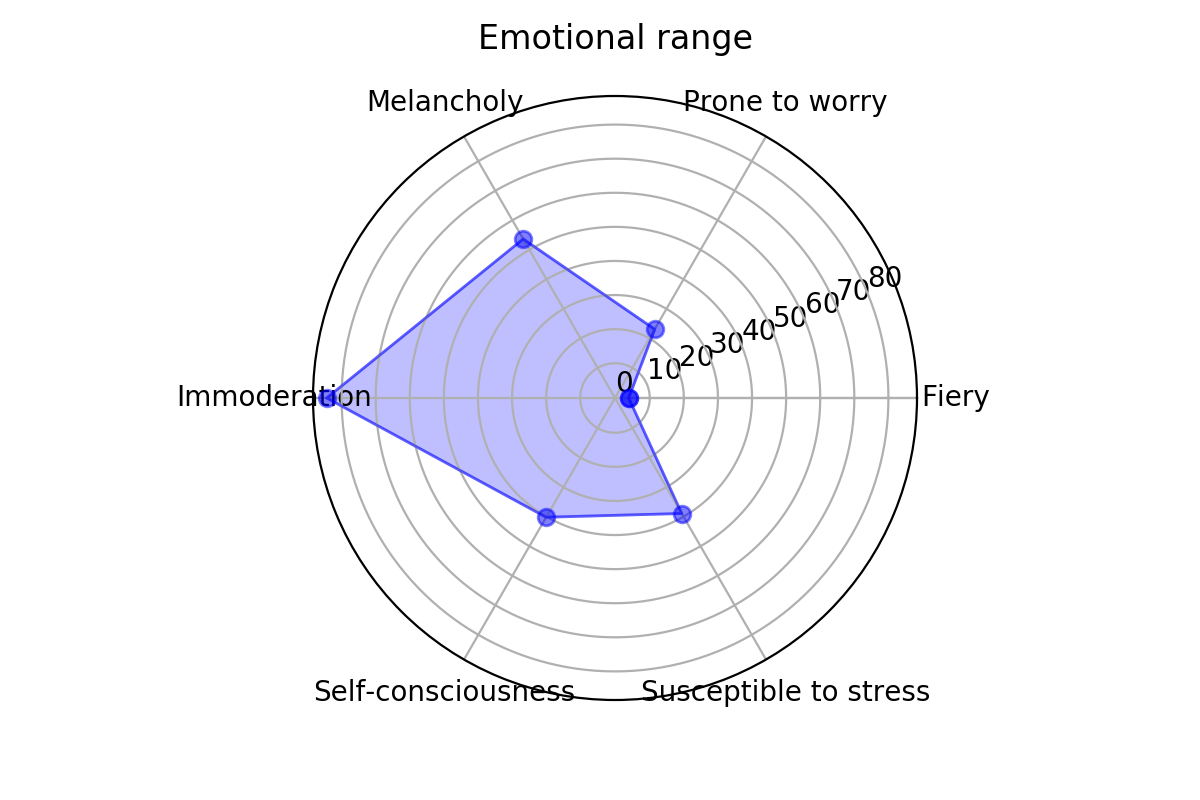 Emotional range
Melancholy
Prone to worry
80
70
60
50
40
30
20
10
0
Immoderation
Fiery
Self-consciousness
Susceptible to stress